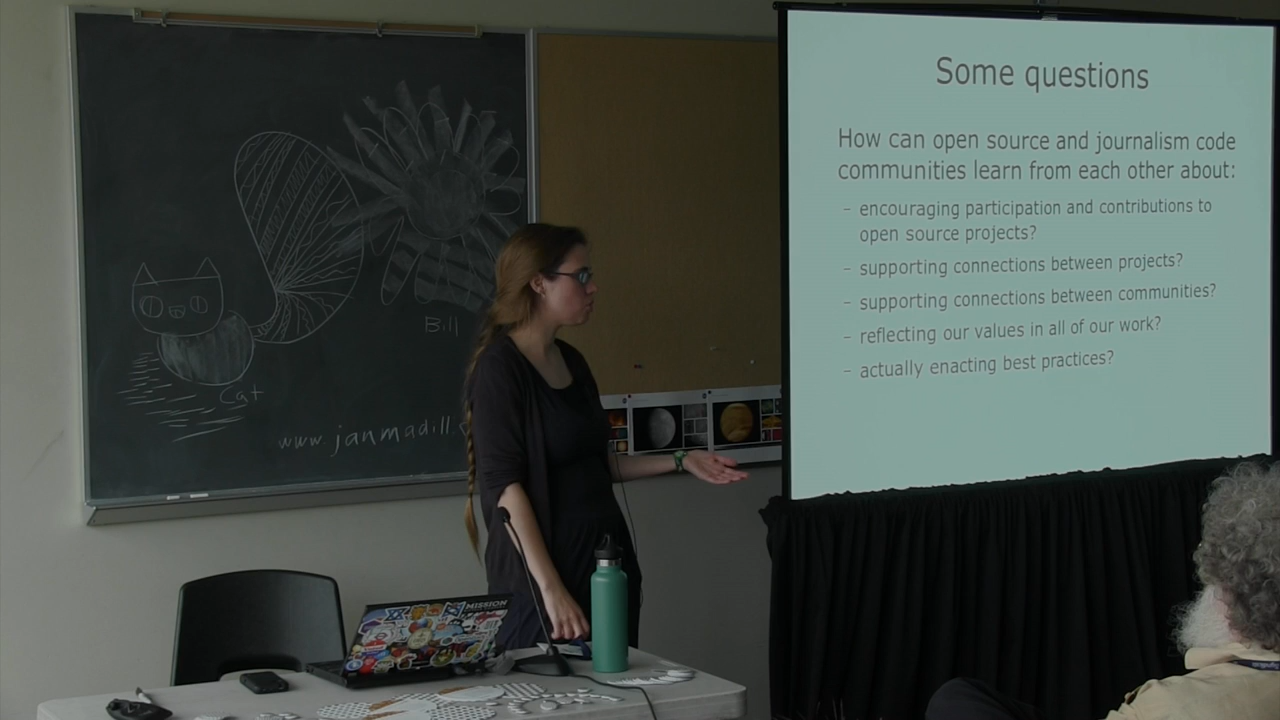 Some questions
How can open source and journalism code
communities learn from each other about:
– encouraging participation and contributions to
open source projects?
– supporting connections between projects?
– supporting connections between communities?
– reflecting our values in all of our work?
– actually enacting best practices?
Bill
Cat
www.janmadill.
MISSION